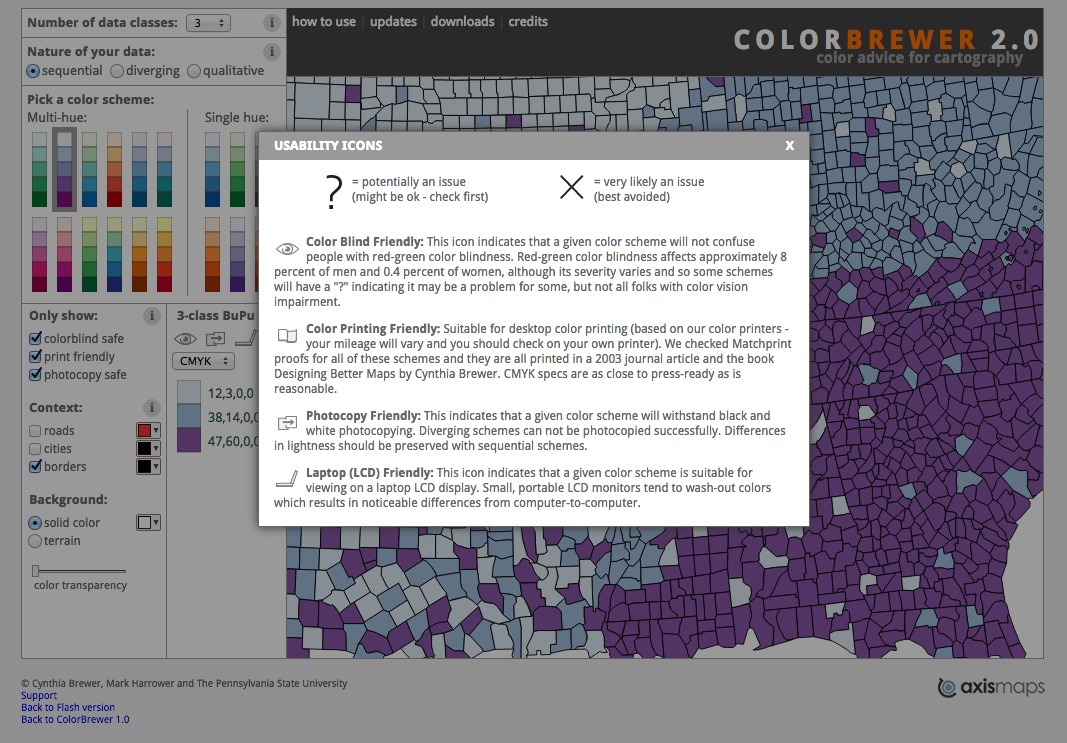 Number of data classes: 3 i
how to use | updates | downloads | credits
COLORBREWER 2.0
color advice for cartography
Nature of your data: i
sequential diverging qualitative
Pick a color scheme:
Multi-hue: Single hue:
USABILITY ICONS X
? = potentially an issue
(might be ok - check first)
= very likely an issue
(best avoided)
Color Blind Friendly: This icon indicates that a given color scheme will not confuse
people with red-green color blindness. Red-green color blindness affects approximately 8
percent of men and 0.4 percent of women, although its severity varies and so some schemes
will have a "?" indicating it may be a problem for some, but not all folks with color vision
impairment.
Color Printing Friendly: Suitable for desktop color printing (based on our color printers -
your mileage will vary and you should check on your own printer). We checked Matchprint
proofs for all of these schemes and they are all printed in a 2003 journal article and the book
Designing Better Maps by Cynthia Brewer. CMYK specs are as close to press-ready as is
reasonable.
Photocopy Friendly: This indicates that a given color scheme will withstand black and
white photocopying. Diverging schemes can not be photocopied successfully. Differences
in lightness should be preserved with sequential schemes.
Laptop (LCD) Friendly: This icon indicates that a given color scheme is suitable for
viewing on a laptop LCD display. Small, portable LCD monitors tend to wash-out colors
which results in noticeable differences from computer-to-computer.
Only show: i
colorblind safe
print friendly
photocopy safe
Context: i
roads
cities
borders
Background:
solid color
terrain
color transparency
3-class BuPu
CMYK
12,3,0,0
38,14,0,0
47,60,0,0
© Cynthia Brewer, Mark Harrower and The Pennsylvania State University
Support
Back to Flash version
Back to ColorBrewer 1.0
axismaps